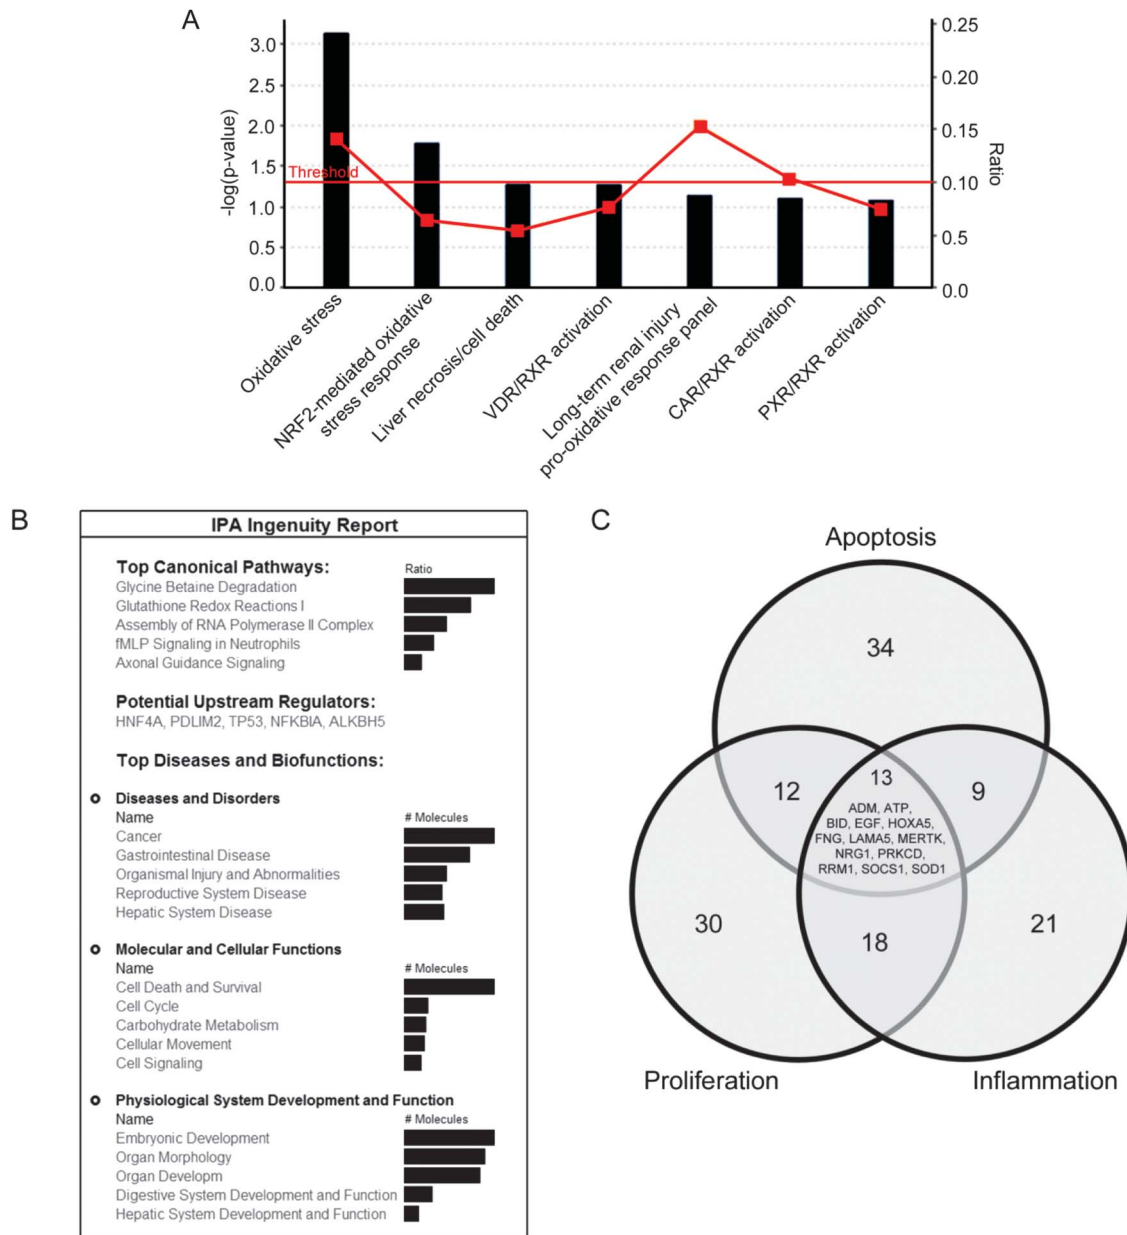 A
-log(p-value)
3.0
2.5
2.0
1.5
1.0
0.5
0.0
Threshold
0.25
0.20
0.15
0.10
0.5
0.0
Ratio
Oxidative stress
NRF2-mediated oxidative
stress response
Liver necrosis/cell death
VDR/RXR activation
Long-term renal injury
pro-oxidative response panel
CAR/RXR activation
PXR/RXR activation
B
IPA Ingenuity Report
Top Canonical Pathways:
Ratio
Glycine Betaine Degradation
Glutathione Redox Reactions I
Assembly of RNA Polymerase II Complex
fMLP Signaling in Neutrophils
Axonal Guidance Signaling
Potential Upstream Regulators:
HNF4A, PDLIM2, TP53, NFKBIA, ALKBH5
Top Diseases and Biofunctions:
Diseases and Disorders
Name # Molecules
Cancer
Gastrointestinal Disease
Organismal Injury and Abnormalities
Reproductive System Disease
Hepatic System Disease
Molecular and Cellular Functions
Name # Molecules
Cell Death and Survival
Cell Cycle
Carbohydrate Metabolism
Cellular Movement
Cell Signaling
Physiological System Development and Function
Name # Molecules
Embryonic Development
Organ Morphology
Organ Developm
Digestive System Development and Function
Hepatic System Development and Function
C
Apoptosis
34
12
13
9
ADM, ATP,
BID, EGF, HOXA5,
FNG, LAMA5, MERTK,
NRG1, PRKCD,
RRM1, SOCS1, SOD1
30
18
21
Proliferation
Inflammation